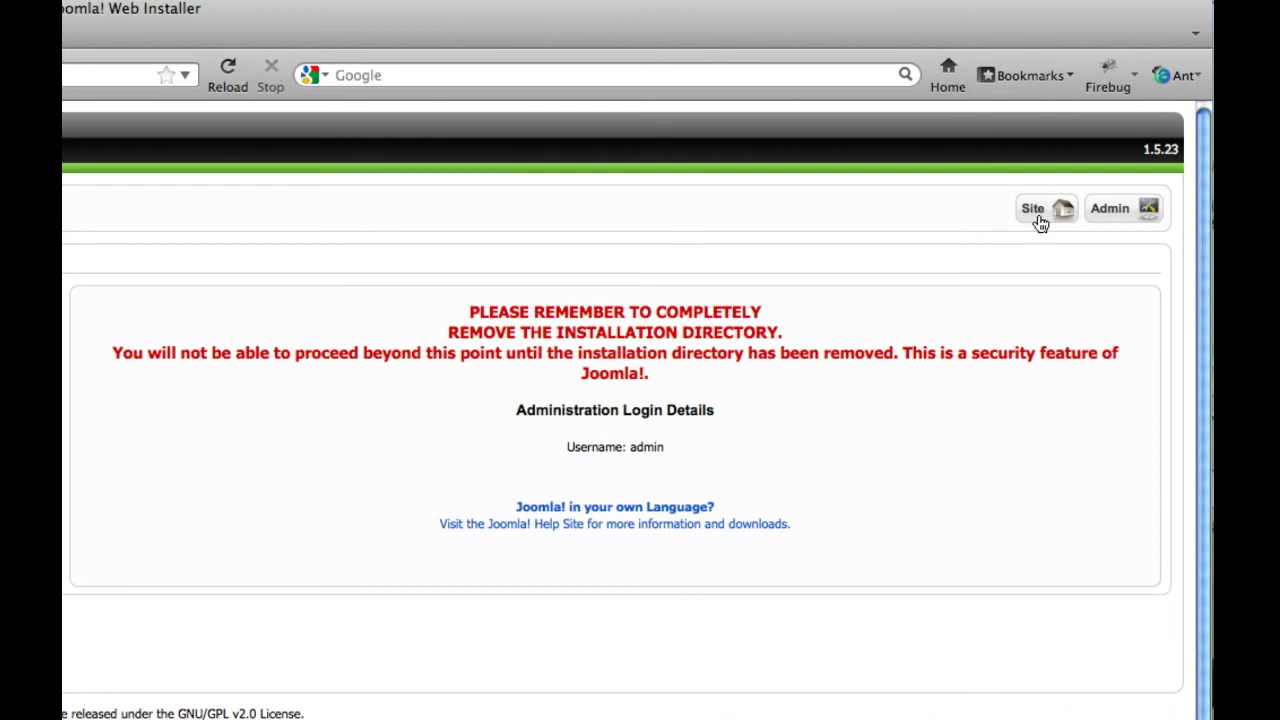 oomla! Web Installer
Reload
Stop
Google
Home
Bookmarks
Firebug
Ant
1.5.23
Site
Admin
PLEASE REMEMBER TO COMPLETELY
REMOVE THE INSTALLATION DIRECTORY.
You will not be able to proceed beyond this point until the installation directory has been removed. This is a security feature of
Joomla!.
Administration Login Details
Username: admin
Joomla! in your own Language?
Visit the Joomla! Help Site for more information and downloads.
e released under the GNU/GPL v2.0 License.